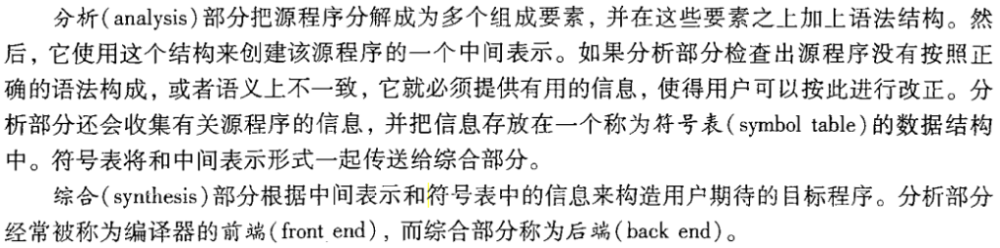 分析(analysis)部分把源程序分解成为多个组成要素，并在这些要素之上加上语法结构。然
后，它使用这个结构来创建该源程序的一个中间表示。如果分析部分检查出源程序没有按照正
确的语法构成，或者语义上不一致，它就必须提供有用的信息，使得用户可以按此进行改正。分
析部分还会收集有关源程序的信息，并把信息存放在一个称为符号表(symbol table)的数据结构
中。符号表将和中间表示形式一起传送给综合部分。
综合(synthesis)部分根据中间表示和符号表中的信息来构造用户期待的目标程序。分析部分
经常被称为编译器的前端(front end)，而综合部分称为后端(back end)。